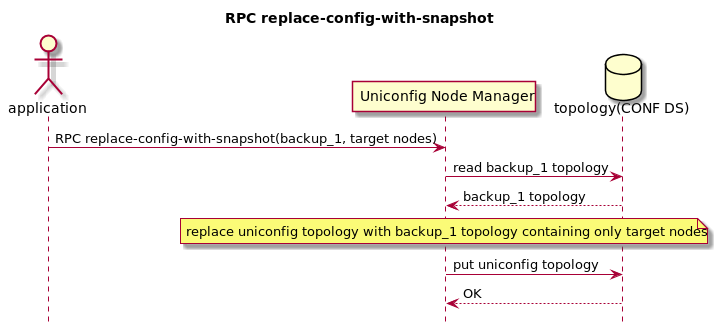 RPC replace-config-with-snapshot
application
Uniconfig Node Manager
topology(CONF DS)
RPC replace-config-with-snapshot(backup_1, target nodes)
read backup_1 topology
backup_1 topology
replace uniconfig topology with backup_1 topology containing only target nodes
put uniconfig topology
OK